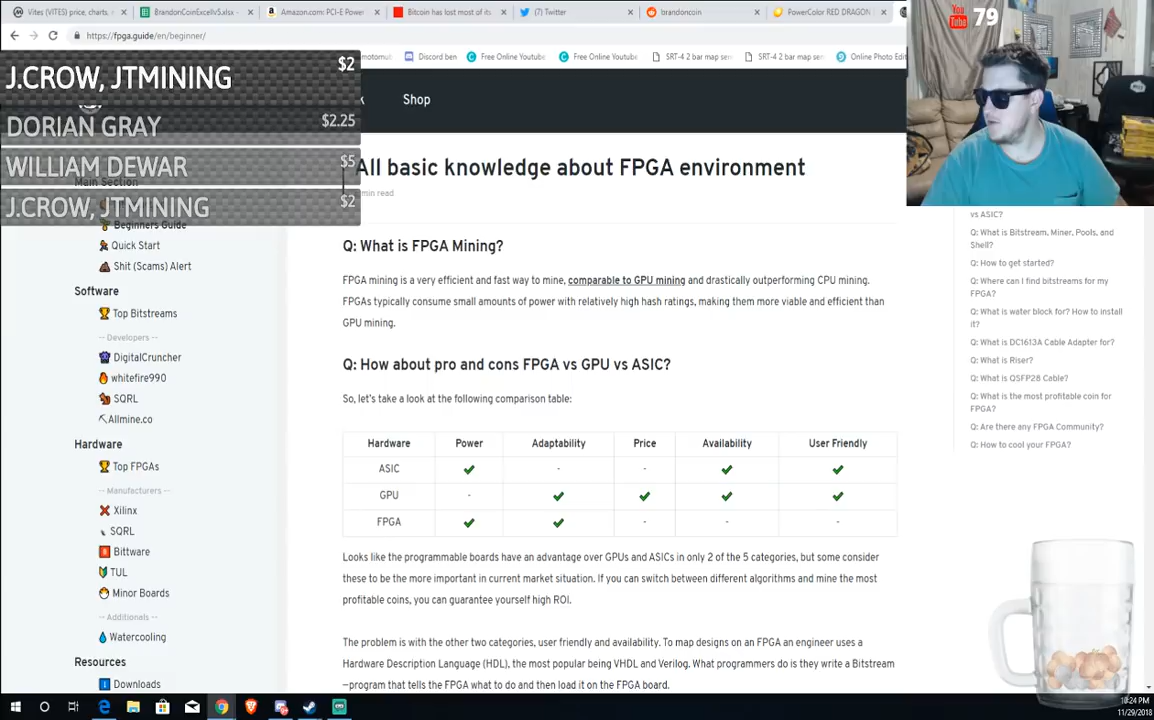 Vites (VITES) price, charts,
BrandonCoinExcellv5.xlsx -
Amazon.com: PCI-E Power
Bitcoin has lost most of its
(7) Twitter
brandoncoin
PowerColor RED DRAGON
https://fpga.guide/en/beginner/
You
Tube
79
Discord ben
Free Online Youtube
Free Online Youtube
SRT-4 2 bar map sen
SRT-4 2 bar map sen
Online Photo Edit
J.CROW, JTMINING
$2
DORIAN GRAY
$2.25
WILLIAM DEWAR
$5
J.CROW, JTMINING
$2
Shop
Main Section
Beginners Guide
Quick Start
Shit (Scams) Alert
Software
Top Bitstreams
-- Developers --
DigitalCruncher
whitefire990
SQRL
Allmine.co
Hardware
Top FPGAs
-- Manufacturers --
Xilinx
SQRL
Bittware
TUL
Minor Boards
-- Additionals --
Watercooling
Resources
Downloads
All basic knowledge about FPGA environment
min read
Q: What is FPGA Mining?
FPGA mining is a very efficient and fast way to mine, comparable to GPU mining and drastically outperforming CPU mining.
FPGAs typically consume small amounts of power with relatively high hash ratings, making them more viable and efficient than
GPU mining.
Q: How about pro and cons FPGA vs GPU vs ASIC?
So, let's take a look at the following comparison table:
Hardware Power Adaptability Price Availability User Friendly
ASIC ✔ - - ✔ ✔
GPU - ✔ ✔ ✔ ✔
FPGA ✔ ✔ - - -
Looks like the programmable boards have an advantage over GPUs and ASICs in only 2 of the 5 categories, but some consider
these to be the more important in current market situation. If you can switch between different algorithms and mine the most
profitable coins, you can guarantee yourself high ROI.
The problem is with the other two categories, user friendly and availability. To map designs on an FPGA an engineer uses a
Hardware Description Language (HDL), the most popular being VHDL and Verilog. What programmers do is they write a Bitstream
—program that tells the FPGA what to do and then load it on the FPGA board.
vs ASIC?
Q: What is Bitstream, Miner, Pools, and
Shell?
Q: How to get started?
Q: Where can I find bitstreams for my
FPGA?
Q: What is water block for? How to install
it?
Q: What is DC1613A Cable Adapter for?
Q: What is Riser?
Q: What is QSFP28 Cable?
Q: What is the most profitable coin for
FPGA?
Q: Are there any FPGA Community?
Q: How to cool your FPGA?
10:24 PM
11/29/2018